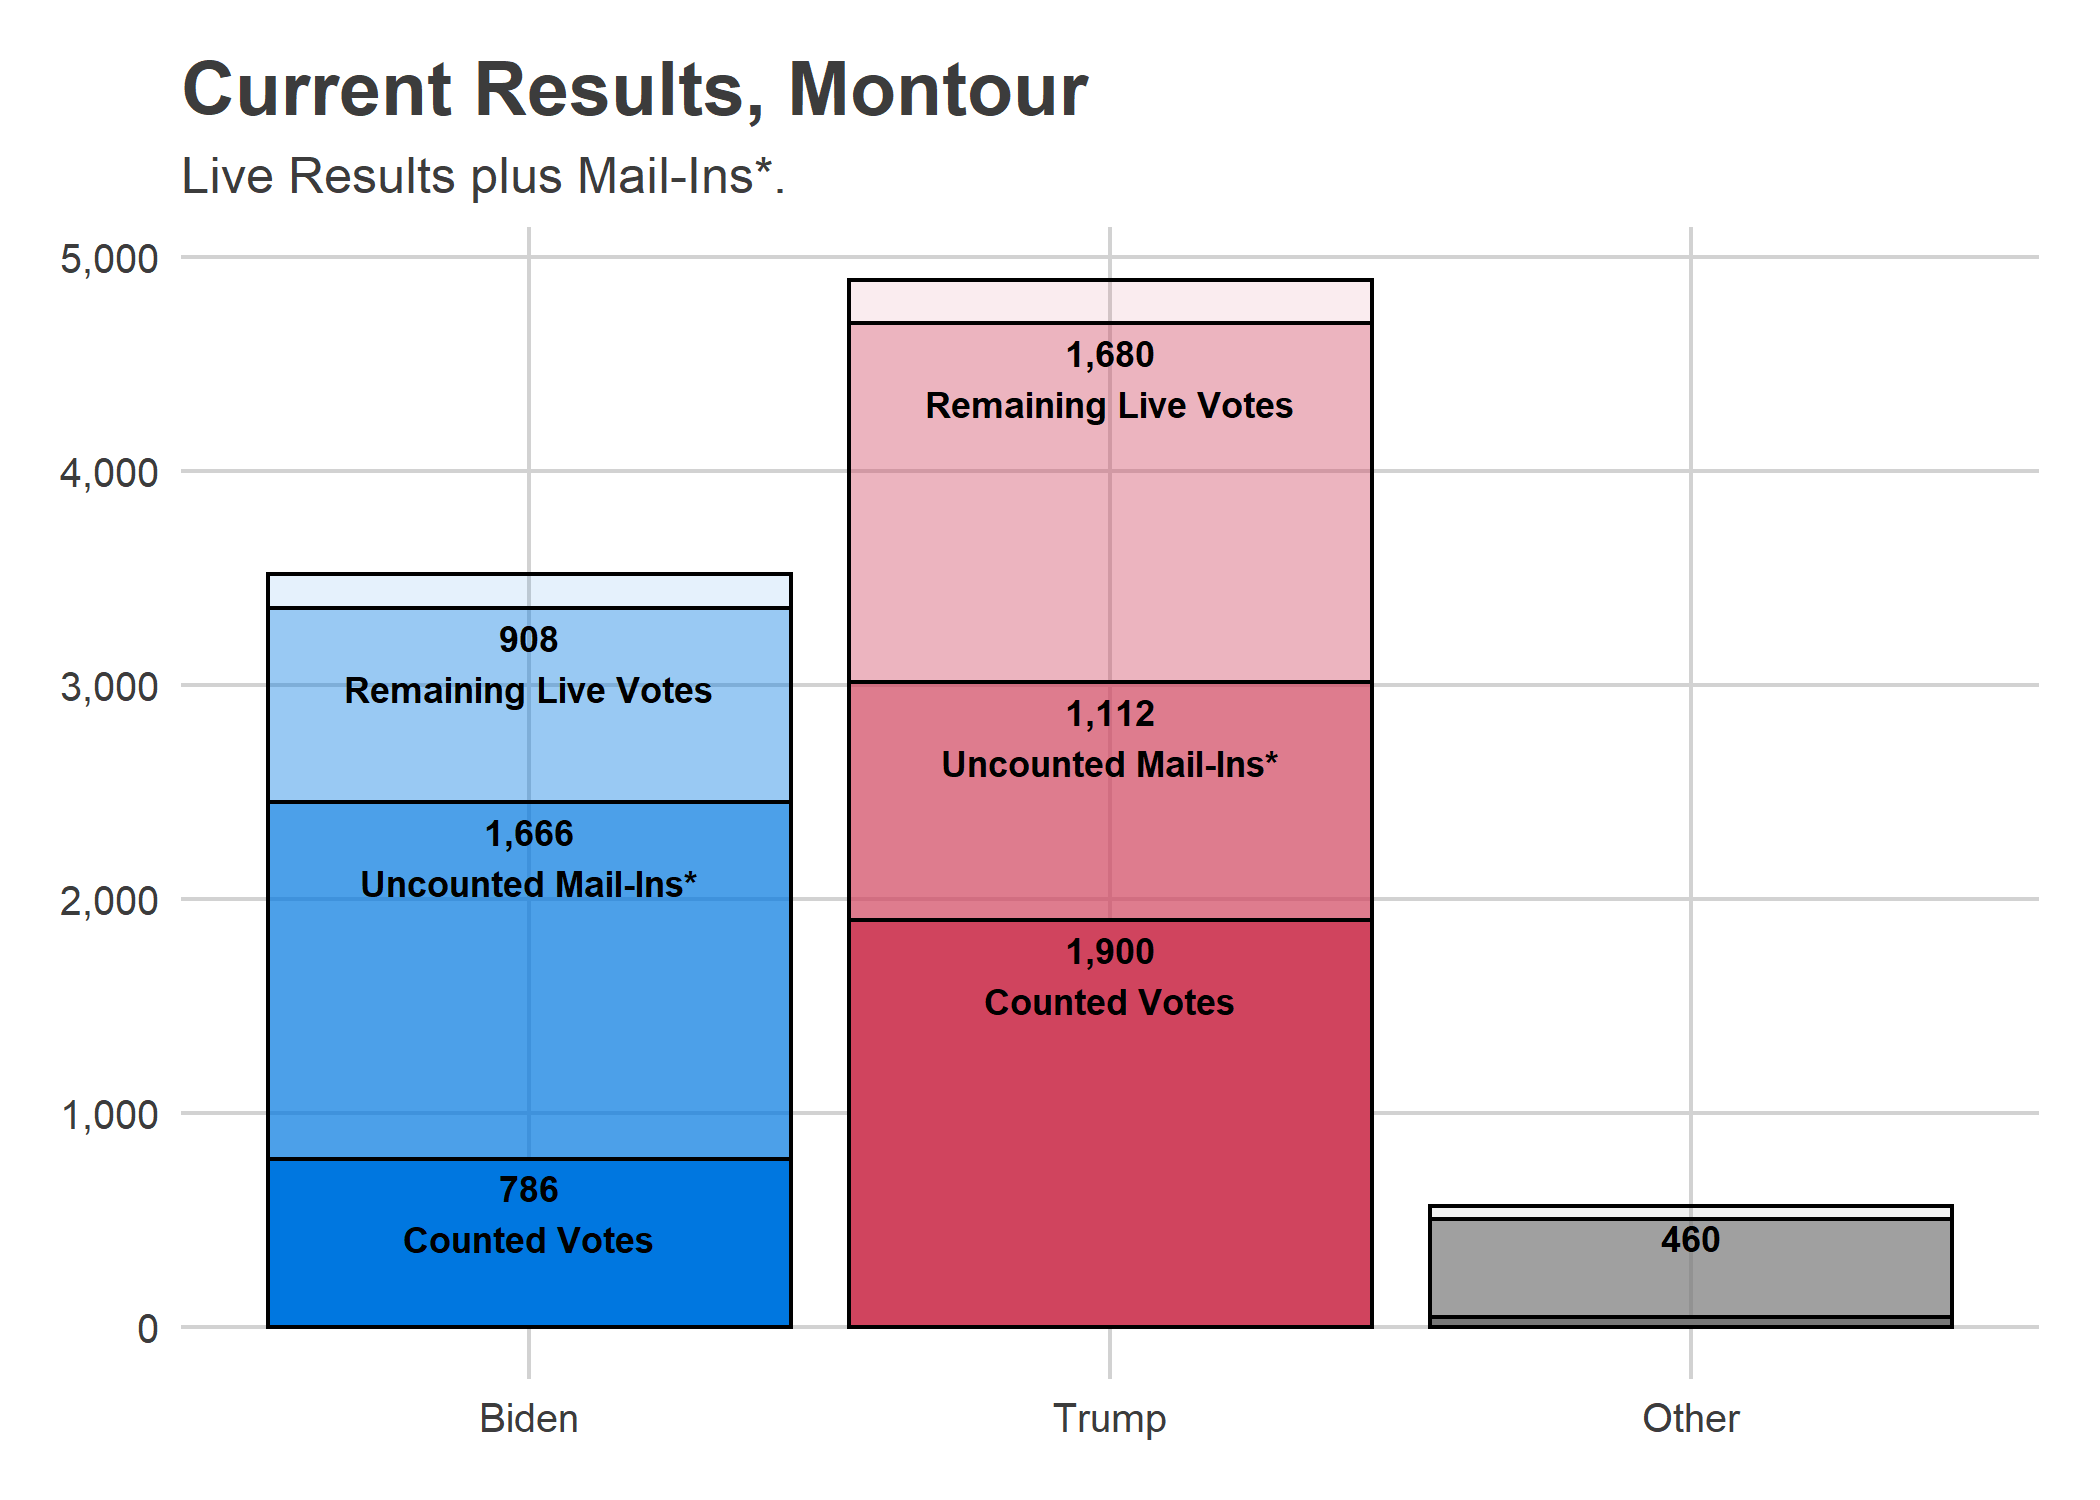 Current Results, Montour
Live Results plus Mail-Ins*.
5,000
4,000
3,000
2,000
1,000
0
908
Remaining Live Votes
1,666
Uncounted Mail-Ins*
786
Counted Votes
1,680
Remaining Live Votes
1,112
Uncounted Mail-Ins*
1,900
Counted Votes
460
Biden
Trump
Other